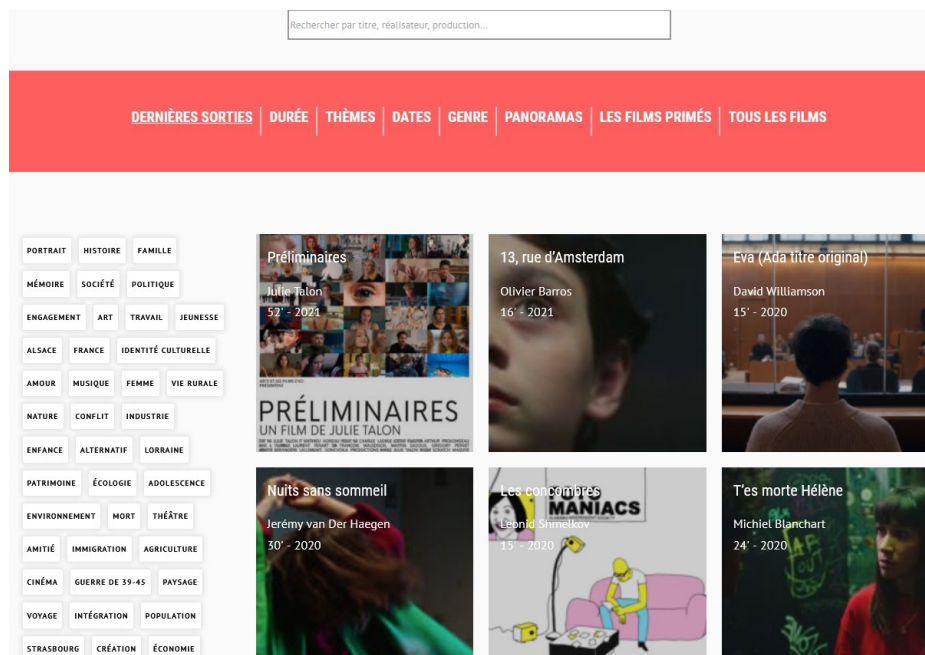 Rechercher par titre, réalisateur, production...
DERNIÈRES SORTIES
DURÉE
THÈMES
DATES
GENRE
PANORAMAS
LES FILMS PRIMÉS
TOUS LES FILMS
PORTRAIT HISTOIRE FAMILLE
MÉMOIRE SOCIÉTÉ POLITIQUE
ENGAGEMENT ART TRAVAIL JEUNESSE
ALSACE FRANCE IDENTITÉ CULTURELLE
AMOUR MUSIQUE FEMME VIE RURALE
NATURE CONFLIT INDUSTRIE
ENFANCE ALTERNATIF LORRAINE
PATRIMOINE ÉCOLOGIE ADOLESCENCE
ENVIRONNEMENT MORT THÉÂTRE
AMITIÉ IMMIGRATION AGRICULTURE
CINÉMA GUERRE DE 39-45 PAYSAGE
VOYAGE INTÉGRATION POPULATION
STRASBOURG CRÉATION ÉCONOMIE
Préliminaires
Julie Talon
52' - 2021
PRÉLIMINAIRES
UN FILM DE JULIE TALON
13, rue d'Amsterdam
Olivier Barros
16' - 2021
Eva (Ada titre original)
David Williamson
15' - 2020
Nuits sans sommeil
Jerémy van Der Haegen
30' - 2020
Les concombres
Leonid Shmelkov
15' - 2020
MANIACS
T'es morte Hélène
Michiel Blanchart
24' - 2020